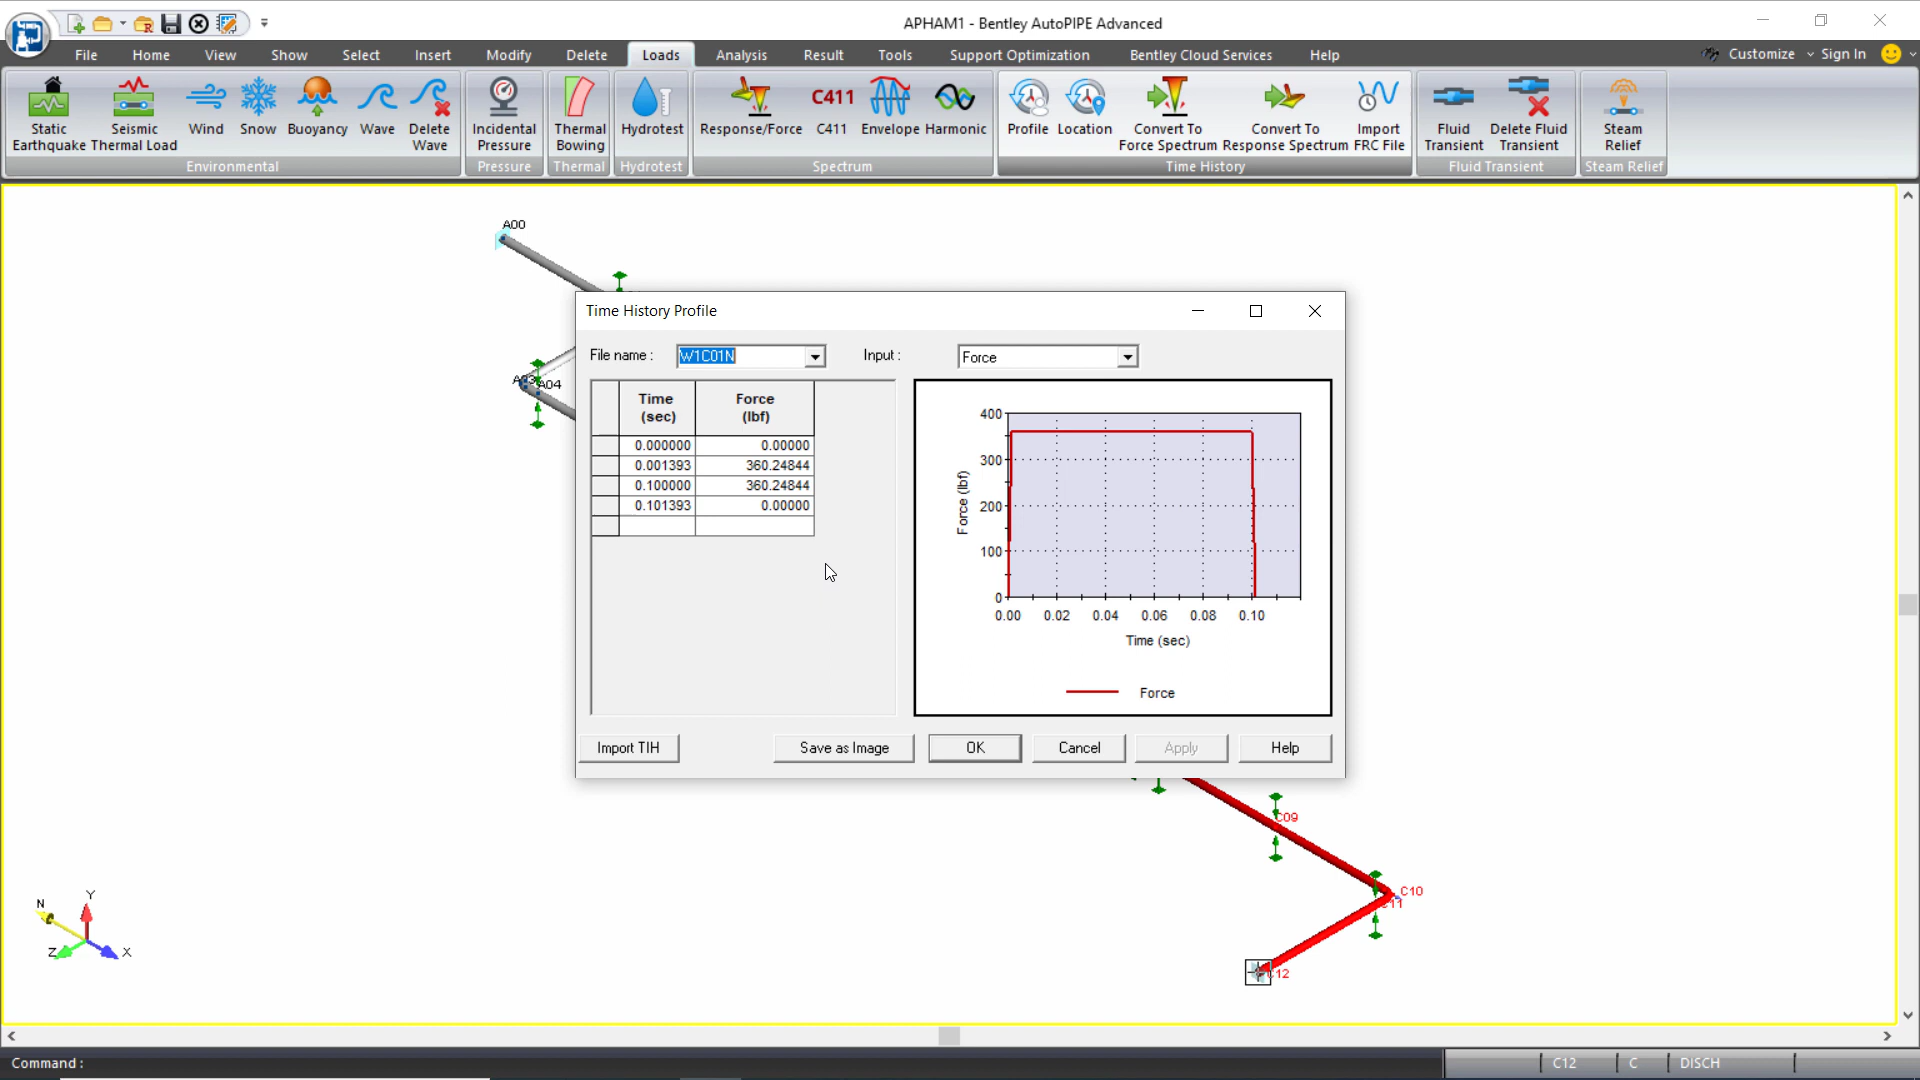 APHAM1 - Bentley AutoPIPE Advanced
File Home View Show Select Insert Modify Delete Loads Analysis Result Tools Support Optimization Bentley Cloud Services Help Customize Sign In
Static Earthquake
Seismic Thermal Load
Wind
Snow
Buoyancy
Wave
Delete Wave
Environmental
Incidental Pressure
Pressure
Thermal Bowing
Thermal
Hydrotest
Hydrotest
Response/Force
C411
C411
Envelope
Harmonic
Spectrum
Profile
Location
Convert To Force Spectrum
Convert To Response Spectrum
Import FRC File
Time History
Fluid Transient
Delete Fluid Transient
Fluid Transient
Steam Relief
Steam Relief
A00
A04
Time History Profile
File name : W1C01N Input : Force
Time (sec) Force (lbf)
0.000000 0.00000
0.001393 360.24844
0.100000 360.24844
0.101393 0.00000
400
300
200
100
0
Force (lbf)
0.00 0.02 0.04 0.06 0.08 0.10
Time (sec)
Force
Import TIH Save as Image OK Cancel Apply Help
C09
C10
C12
N
Y
Z
X
Command :
C12 C DISCH